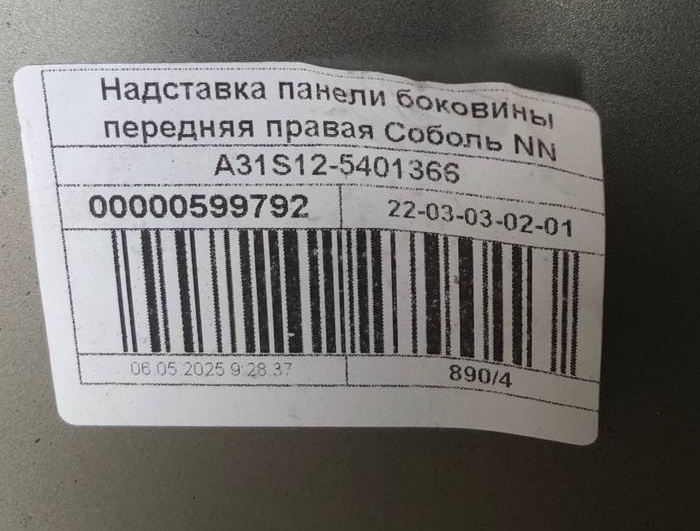 Надставка панели боковины
передняя правая Соболь NN
A31S12-5401366
00000599792 22-03-03-02-01
06.05.2025 9:28:37 890/4